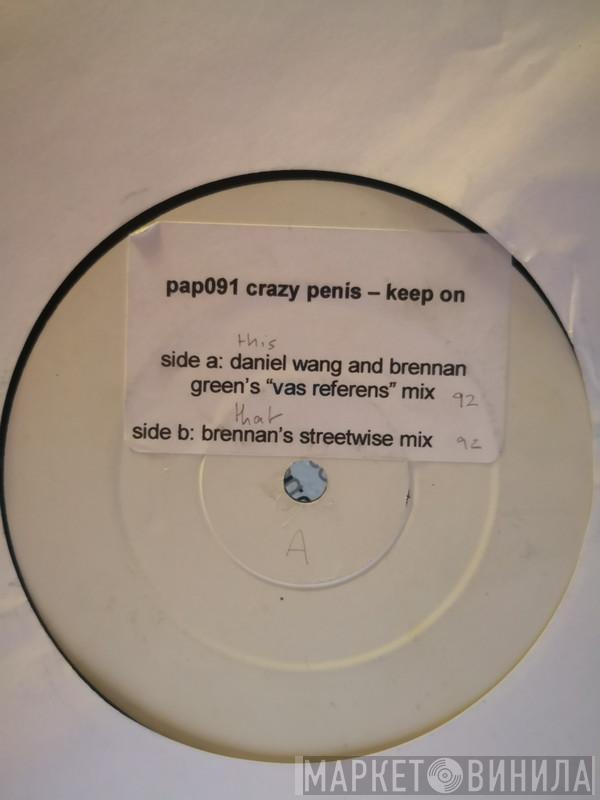 pap091 crazy penis – keep on
this
side a: daniel wang and brennan
green's "vas referens" mix 92
that
side b: brennan's streetwise mix 92
A
МАРКЕТ ВИНИЛА